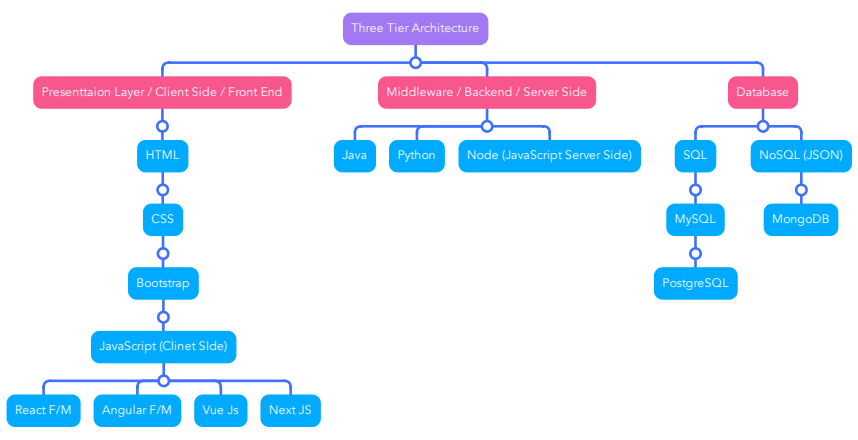 Three Tier Architecture
Presenttaion Layer / Client Side / Front End
Middleware / Backend / Server Side
Database
HTML
Java
Python
Node (JavaScript Server Side)
SQL
NoSQL (JSON)
CSS
MySQL
MongoDB
Bootstrap
PostgreSQL
JavaScript (Clinet SIde)
React F/M
Angular F/M
Vue Js
Next JS